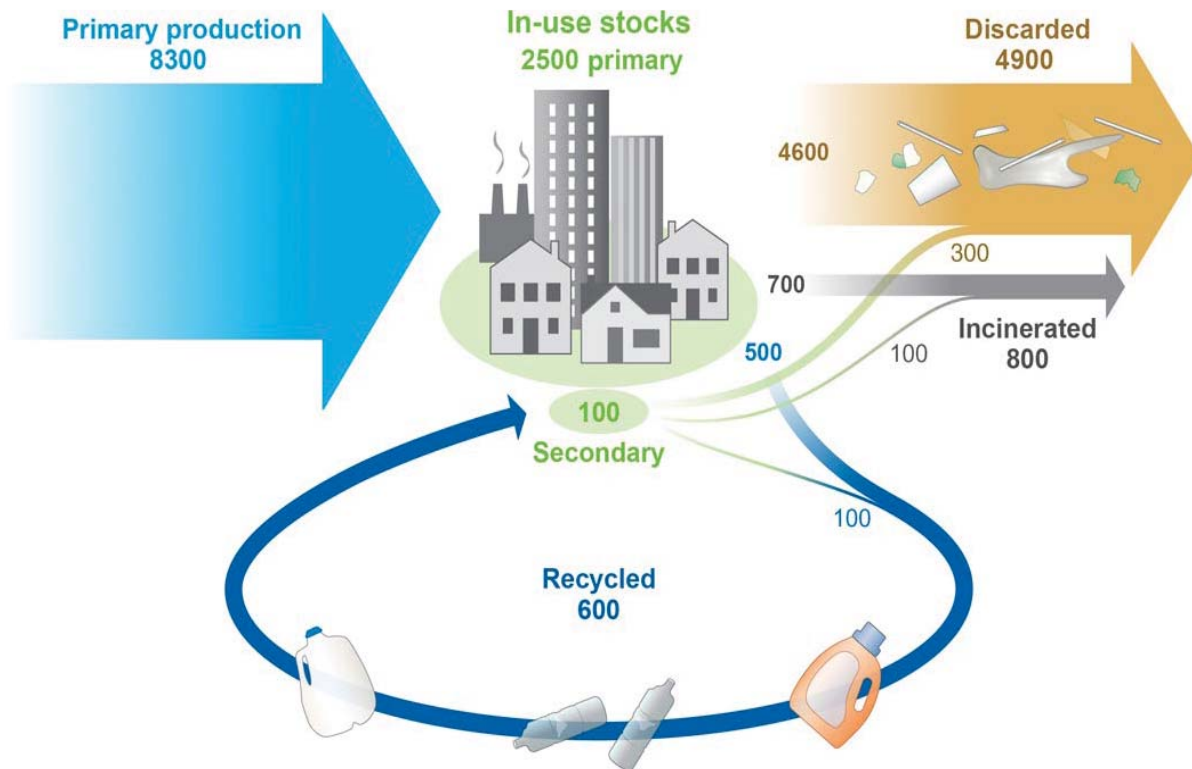 Primary production
8300
In-use stocks
2500 primary
Discarded
4900
4600
300
700
Incinerated
800
100
500
100
Secondary
100
Recycled
600